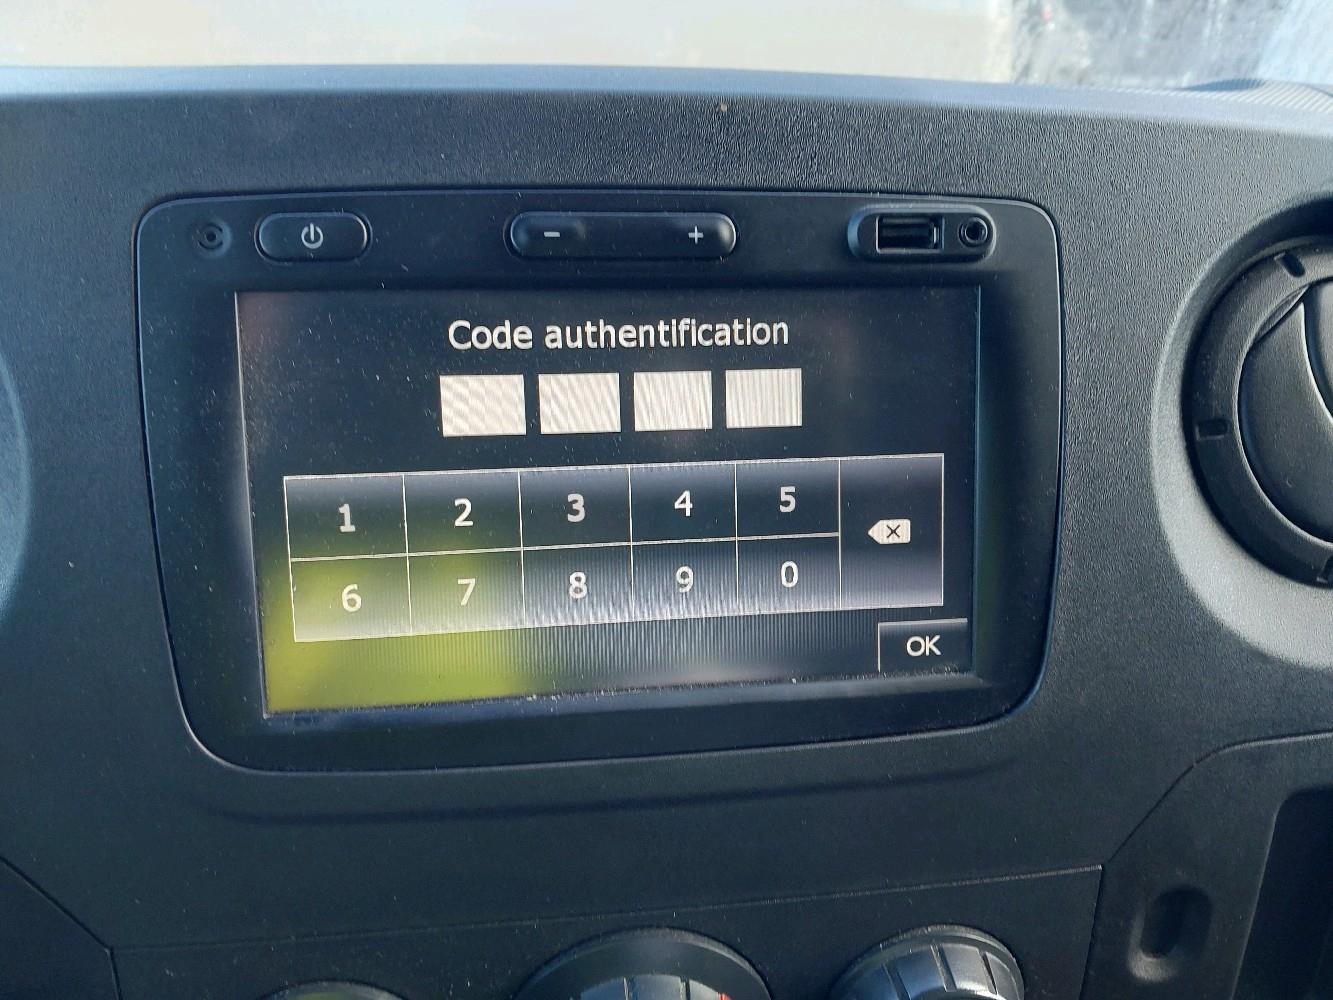 - +
Code authentification
1 2 3 4 5
6 7 8 9 0
OK